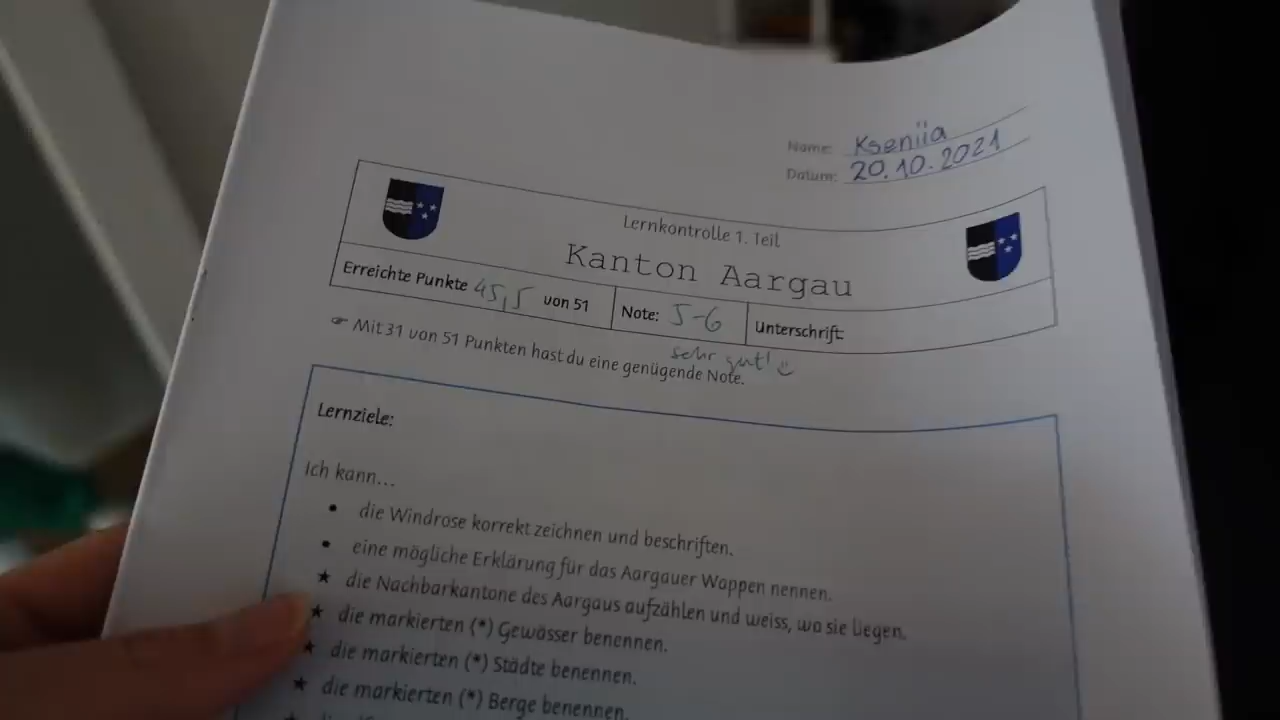 Name: Kseniia
Datum: 20.10.2021
Lernkontrolle 1. Teil
Kanton Aargau
Erreichte Punkte 45,5 von 51
Note: 5-6
Unterschrift:
sehr gut!
☞ Mit 31 von 51 Punkten hast du eine genügende Note.
Lernziele:
Ich kann...
• die Windrose korrekt zeichnen und beschriften.
• eine mögliche Erklärung für das Aargauer Wappen nennen.
★ die Nachbarkantone des Aargaus aufzählen und weiss, wo sie liegen.
★ die markierten (*) Gewässer benennen.
★ die markierten (*) Städte benennen.
★ die markierten (*) Berge benennen.